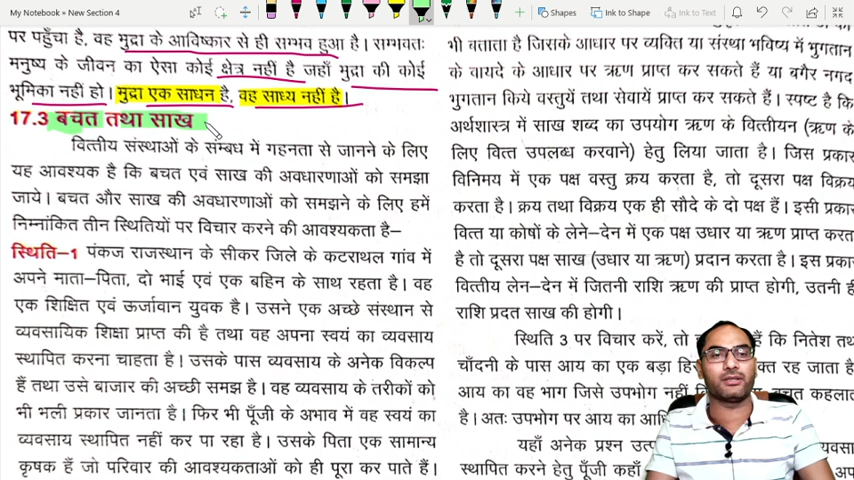 My Notebook » New Section 4
Shapes
Ink to Shape
Ink to Text
पर पहुँचा है, वह मुद्रा के आविष्कार से ही सम्भव हुआ है। सम्भवतः
मनुष्य के जीवन का ऐसा कोई क्षेत्र नहीं है जहाँ मुद्रा की कोई
भूमिका नहीं हो। मुद्रा एक साधन है, वह साध्य नहीं है।
17.3 बचत तथा साख
वित्तीय संस्थाओं के सम्बध में गहनता से जानने के लिए
यह आवश्यक है कि बचत एवं साख की अवधारणाओं को समझा
जाये। बचत और साख की अवधारणाओं को समझने के लिए हमें
निम्नांकित तीन स्थितियों पर विचार करने की आवश्यकता है–
स्थिति–1 पंकज राजस्थान के सीकर जिले के कटराथल गांव में
अपने माता–पिता, दो भाई एवं एक बहिन के साथ रहता है। वह
एक शिक्षित एवं ऊर्जावान युवक है। उसने एक अच्छे संस्थान से
व्यवसायिक शिक्षा प्राप्त की है तथा वह अपना स्वयं का व्यवसाय
स्थापित करना चाहता है। उसके पास व्यवसाय के अनेक विकल्प
हैं तथा उसे बाजार की अच्छी समझ है। वह व्यवसाय के तरीकों को
भी भली प्रकार जानता है। फिर भी पूँजी के अभाव में वह स्वयं का
व्यवसाय स्थापित नहीं कर पा रहा है। उसके पिता एक सामान्य
कृषक हैं जो परिवार की आवश्यकताओं को ही पूरा कर पाते हैं।
भी बताता है जिसके आधार पर व्यक्ति या संस्था भविष्य में भुगतान
के वायदे के आधार पर ऋण प्राप्त कर सकते हैं या बगैर नगद
भुगतान किये वस्तुयें तथा सेवायें प्राप्त कर सकते हैं। स्पष्ट है कि
अर्थशास्त्र में साख शब्द का उपयोग ऋण के वित्तीयन (ऋण के
लिए वित्त उपलब्ध करवाने) हेतु लिया जाता है। जिस प्रकार
विनिमय में एक पक्ष वस्तु क्रय करता है, तो दूसरा पक्ष विक्रय
करता है। क्रय तथा विक्रय एक ही सौदे के दो पक्ष हैं। इसी प्रकार
वित्त या कोषों के लेने–देन में एक पक्ष उधार या ऋण प्राप्त करत
है तो दूसरा पक्ष साख (उधार या ऋण) प्रदान करता है। इस प्रकार
वित्तीय लेन–देन में जितनी राशि ऋण की प्राप्त होगी, उतनी ही
राशि प्रदत साख की होगी।
स्थिति 3 पर विचार करें, तो हैं कि नितेश तथ
चाँदनी के पास आय का एक बड़ा रह जाता है
आय का वह भाग जिसे उपभोग नहीं बचत कहलात
है। अतः उपभोग पर आय का
यहाँ अनेक प्रश्न
स्थापित करने हेतु पूँजी कहाँ